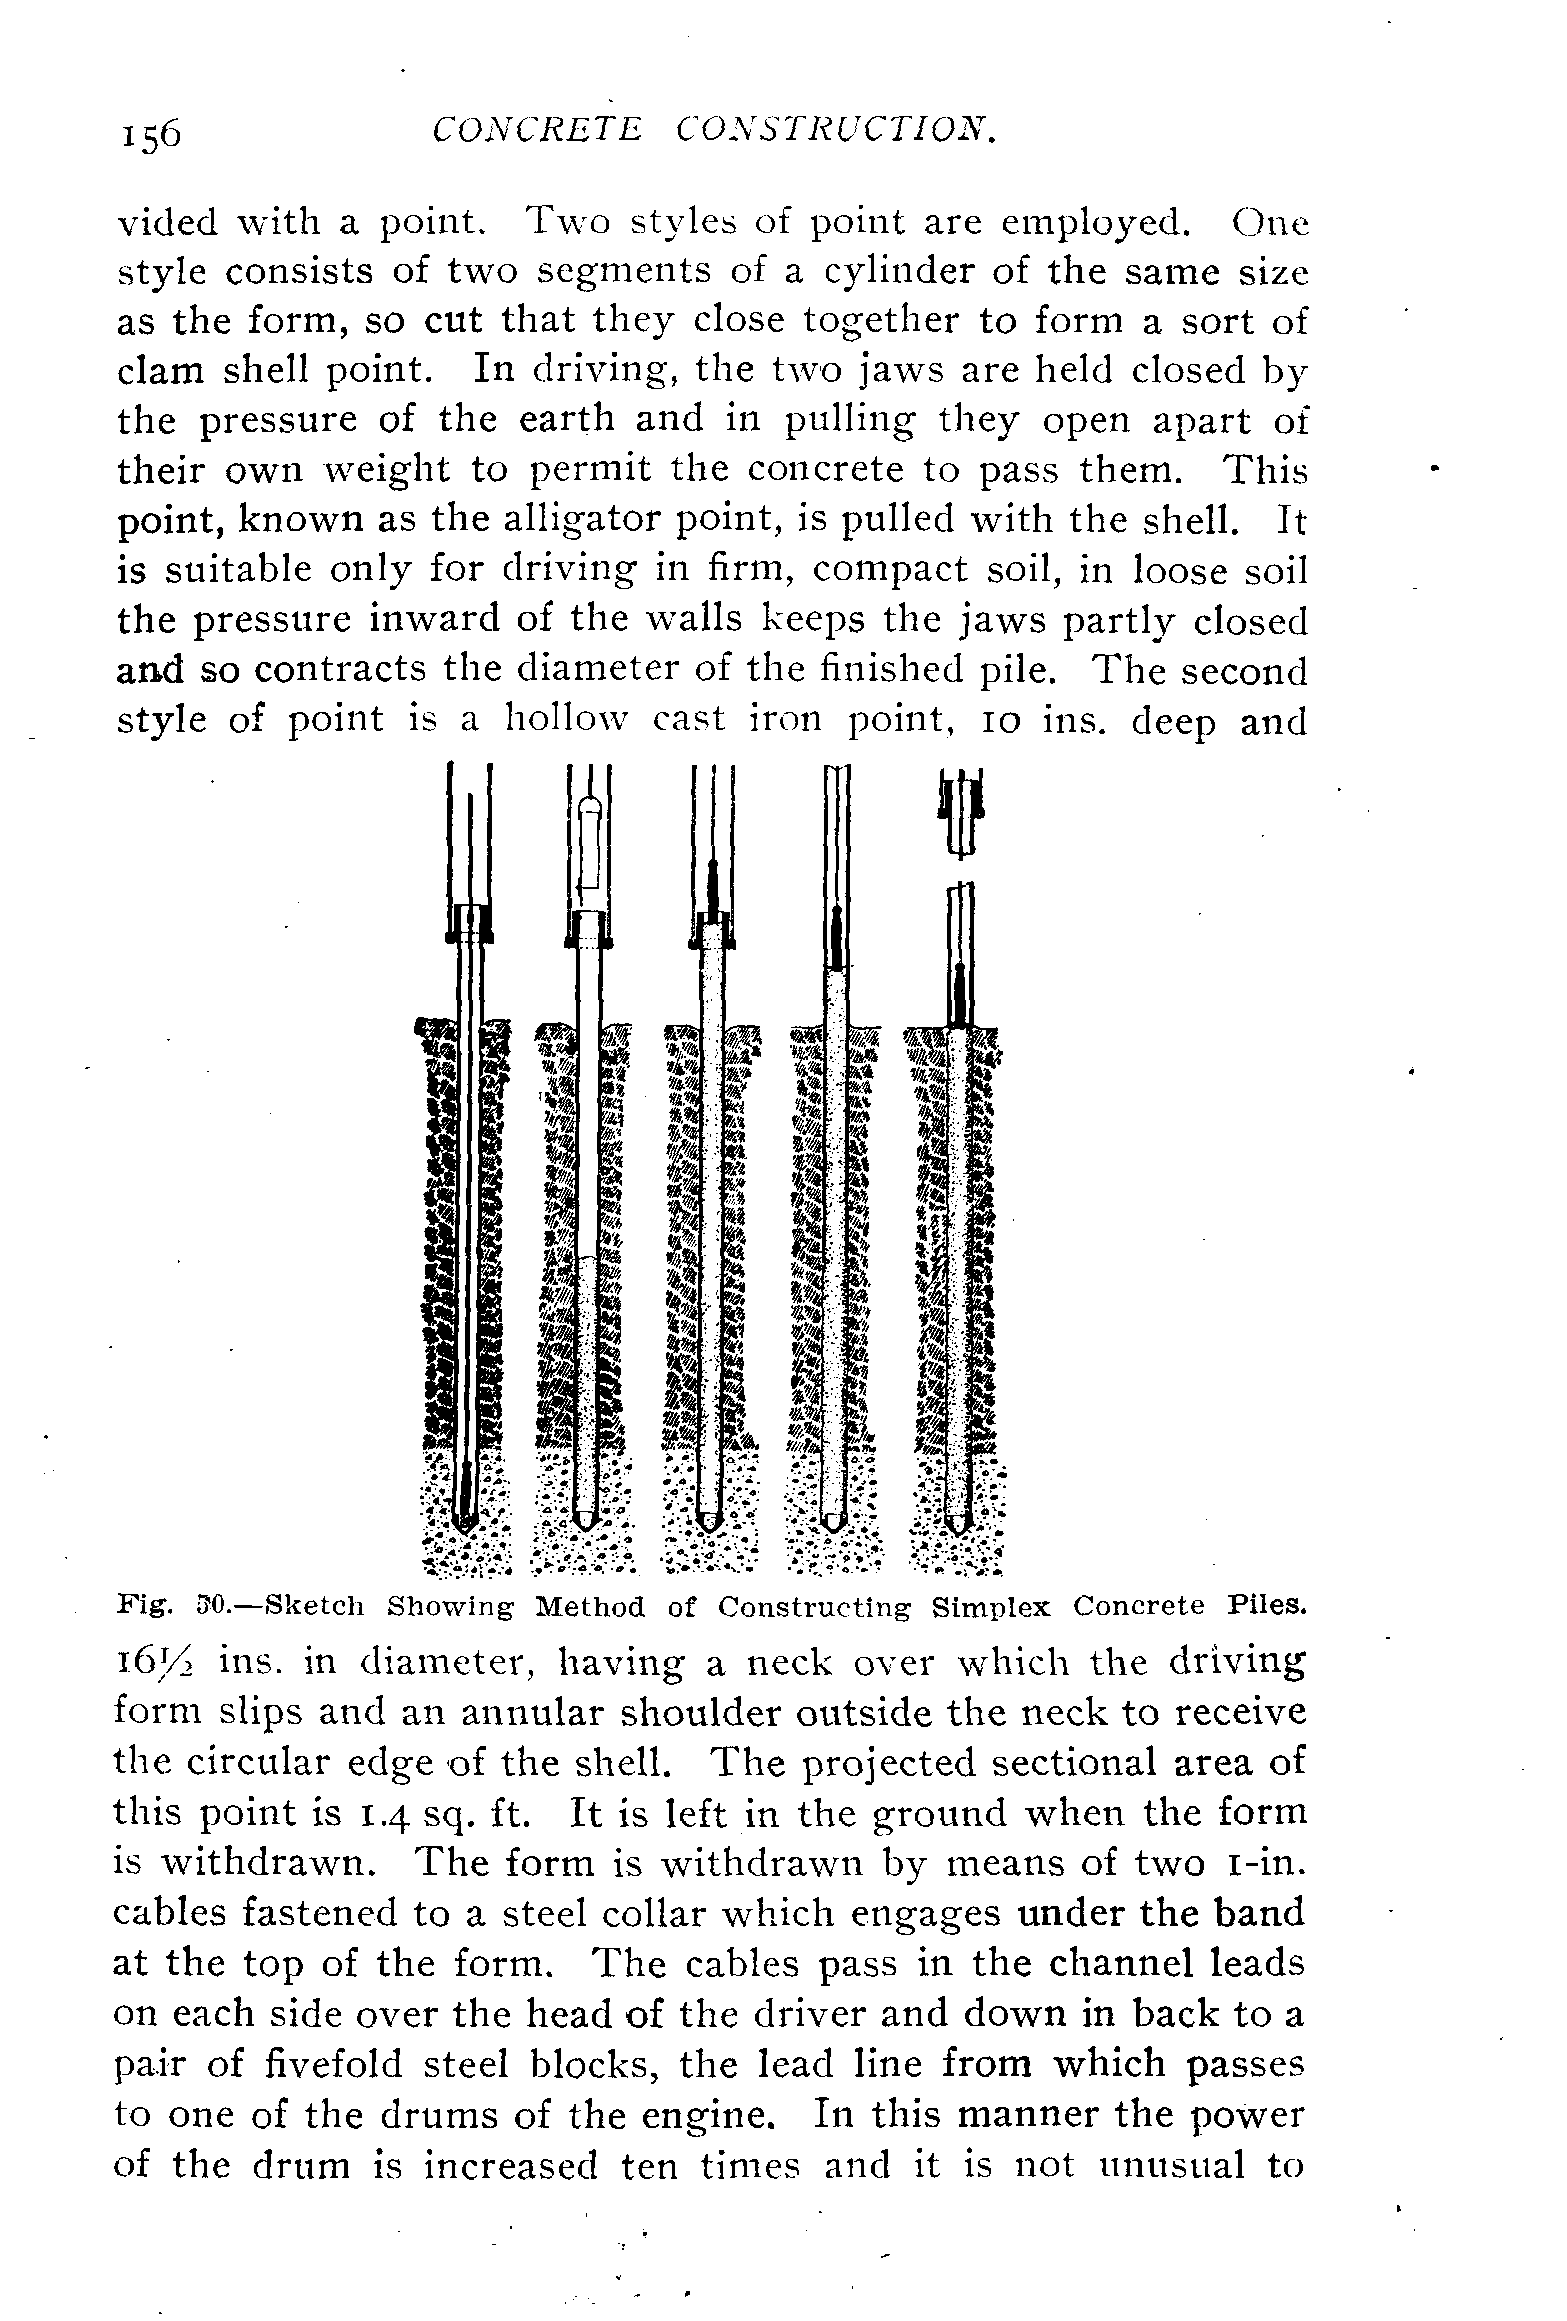 156 CONCRETE CONSTRUCTION.
vided with a point. Two styles of point are employed. One
style consists of two segments of a cylinder of the same size
as the form, so cut that they close together to form a sort of
clam shell point. In driving, the two jaws are held closed by
the pressure of the earth and in pulling they open apart of
their own weight to permit the concrete to pass them. This
point, known as the alligator point, is pulled with the shell. It
is suitable only for driving in firm, compact soil, in loose soil
the pressure inward of the walls keeps the jaws partly closed
and so contracts the diameter of the finished pile. The second
style of point is a hollow cast iron point, 10 ins. deep and
Fig. 50.—Sketch Showing Method of Constructing Simplex Concrete Piles.
16½ ins. in diameter, having a neck over which the driving
form slips and an annular shoulder outside the neck to receive
the circular edge of the shell. The projected sectional area of
this point is 1.4 sq. ft. It is left in the ground when the form
is withdrawn. The form is withdrawn by means of two 1-in.
cables fastened to a steel collar which engages under the band
at the top of the form. The cables pass in the channel leads
on each side over the head of the driver and down in back to a
pair of fivefold steel blocks, the lead line from which passes
to one of the drums of the engine. In this manner the power
of the drum is increased ten times and it is not unusual to